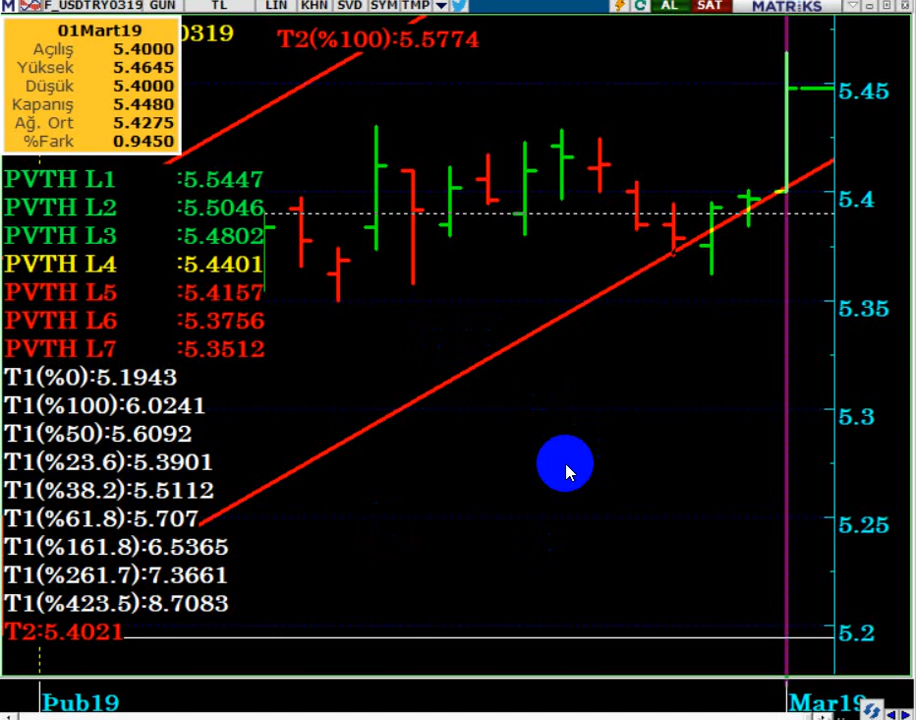 M F_USDTRY0319 GUN TL LIN KHN SVD SYM TMP AL SAT MATRİKS
01Mart19
Açılış 5.4000
Yüksek 5.4645
Düşük 5.4000
Kapanış 5.4480
Ağ. Ort 5.4275
%Fark 0.9450
0319
T2(%100):5.5774
PVTH L1 :5.5447
PVTH L2 :5.5046
PVTH L3 :5.4802
PVTH L4 :5.4401
PVTH L5 :5.4157
PVTH L6 :5.3756
PVTH L7 :5.3512
T1(%0):5.1943
T1(%100):6.0241
T1(%50):5.6092
T1(%23.6):5.3901
T1(%38.2):5.5112
T1(%61.8):5.707
T1(%161.8):6.5365
T1(%261.7):7.3661
T1(%423.5):8.7083
T2:5.4021
5.45
5.4
5.35
5.3
5.25
5.2
Þub19 Mar19